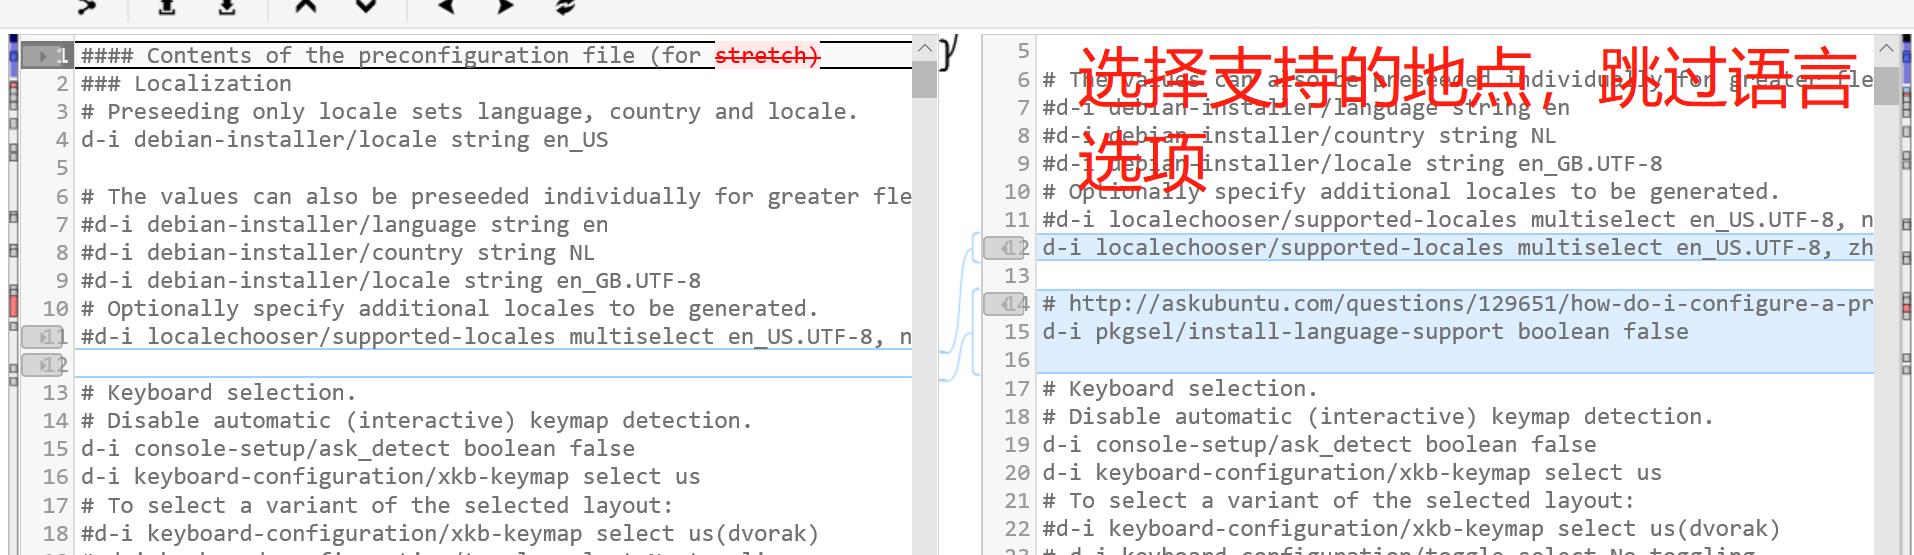 1 #### Contents of the preconfiguration file (for stretch)
2 ### Localization
3 # Preseeding only locale sets language, country and locale.
4 d-i debian-installer/locale string en_US
5
6 # The values can also be preseeded individually for greater fle
7 #d-i debian-installer/language string en
8 #d-i debian-installer/country string NL
9 #d-i debian-installer/locale string en_GB.UTF-8
10 # Optionally specify additional locales to be generated.
11 #d-i localechooser/supported-locales multiselect en_US.UTF-8, n
12
13 # Keyboard selection.
14 # Disable automatic (interactive) keymap detection.
15 d-i console-setup/ask_detect boolean false
16 d-i keyboard-configuration/xkb-keymap select us
17 # To select a variant of the selected layout:
18 #d-i keyboard-configuration/xkb-keymap select us(dvorak)
选择支持的地点，跳过语言
选项
5
6 # The values can also be preseeded individually for greater fle
7 #d-i debian-installer/language string en
8 #d-i debian-installer/country string NL
9 #d-i debian-installer/locale string en_GB.UTF-8
10 # Optionally specify additional locales to be generated.
11 #d-i localechooser/supported-locales multiselect en_US.UTF-8, n
12 d-i localechooser/supported-locales multiselect en_US.UTF-8, zh
13
14 # http://askubuntu.com/questions/129651/how-do-i-configure-a-pr
15 d-i pkgsel/install-language-support boolean false
16
17 # Keyboard selection.
18 # Disable automatic (interactive) keymap detection.
19 d-i console-setup/ask_detect boolean false
20 d-i keyboard-configuration/xkb-keymap select us
21 # To select a variant of the selected layout:
22 #d-i keyboard-configuration/xkb-keymap select us(dvorak)